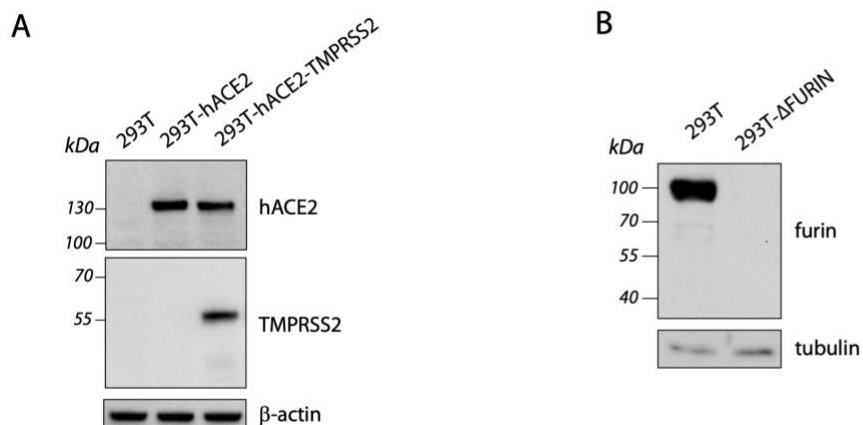 A
293T
293T-hACE2
293T-hACE2-TMPRSS2
kDa
130
100
hACE2
70
55
TMPRSS2
β-actin
B
293T
293T-ΔFURIN
kDa
100
70
55
40
furin
tubulin